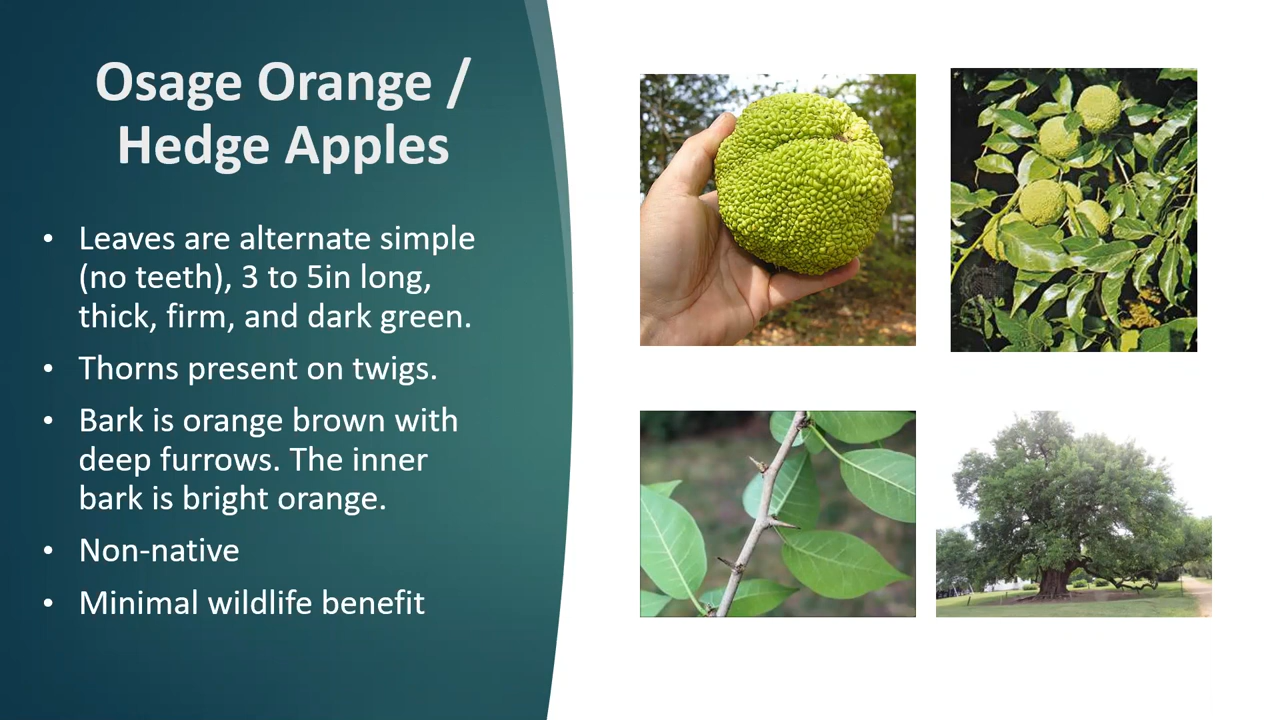 Osage Orange /
Hedge Apples
• Leaves are alternate simple
(no teeth), 3 to 5in long,
thick, firm, and dark green.
• Thorns present on twigs.
• Bark is orange brown with
deep furrows. The inner
bark is bright orange.
• Non-native
• Minimal wildlife benefit